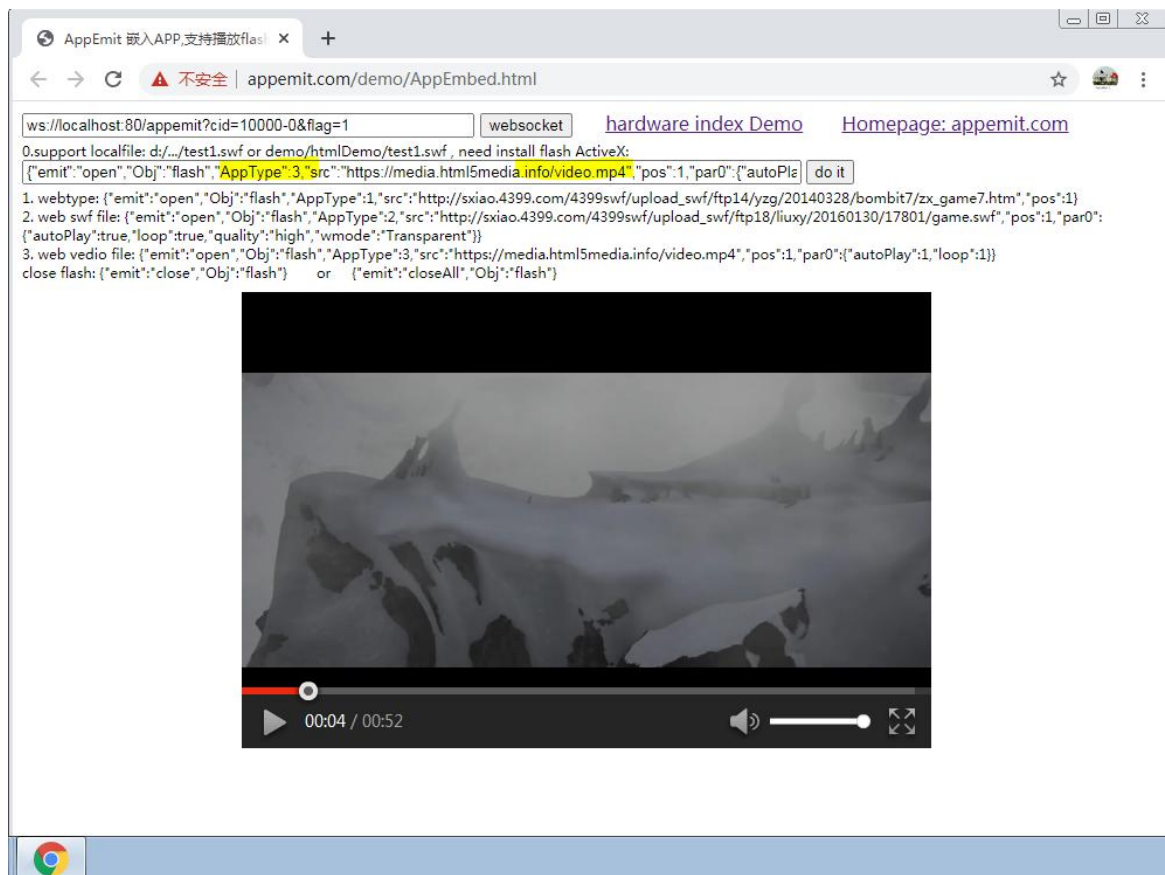 AppEmit 嵌入APP,支持播放flas
不安全 | appemit.com/demo/AppEmbed.html
ws://localhost:80/appemit?cid=10000-0&flag=1 websocket hardware index Demo Homepage: appemit.com
0.support localfile: d:/.../test1.swf or demo/htmlDemo/test1.swf , need install flash ActiveX:
{"emit":"open","Obj":"flash","AppType":3,"src":"https://media.html5media.info/video.mp4","pos":1,"par0":{"autoPla do it
1. webtype: {"emit":"open","Obj":"flash","AppType":1,"src":"http://sxiao.4399.com/4399swf/upload_swf/ftp14/yzg/20140328/bombit7/zx_game7.htm","pos":1}
2. web swf file: {"emit":"open","Obj":"flash","AppType":2,"src":"http://sxiao.4399.com/4399swf/upload_swf/ftp18/liuxy/20160130/17801/game.swf","pos":1,"par0":
{"autoPlay":true,"loop":true,"quality":"high","wmode":"Transparent"}}
3. web vedio file: {"emit":"open","Obj":"flash","AppType":3,"src":"https://media.html5media.info/video.mp4","pos":1,"par0":{"autoPlay":1,"loop":1}}
close flash: {"emit":"close","Obj":"flash"} or {"emit":"closeAll","Obj":"flash"}
00:04 / 00:52